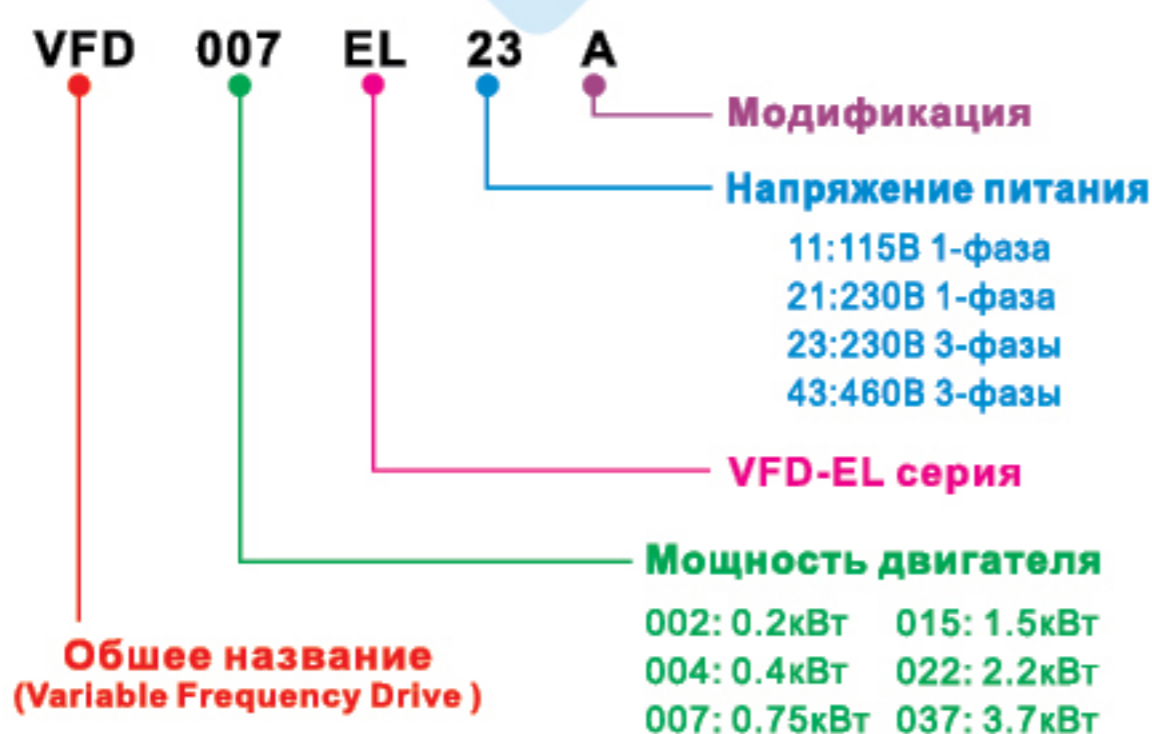 VFD 007 EL 23 A
Модификация
Напряжение питания
11:115В 1-фаза
21:230В 1-фаза
23:230В 3-фазы
43:460В 3-фазы
VFD-EL серия
Мощность двигателя
002: 0.2кВт 015: 1.5кВт
004: 0.4кВт 022: 2.2кВт
007: 0.75кВт 037: 3.7кВт
Обшее название
(Variable Frequency Drive )